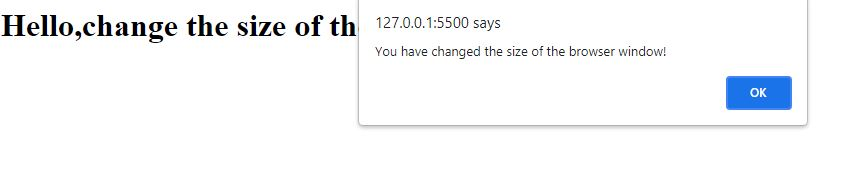 Hello,change the size of th
127.0.0.1:5500 says
You have changed the size of the browser window!
OK